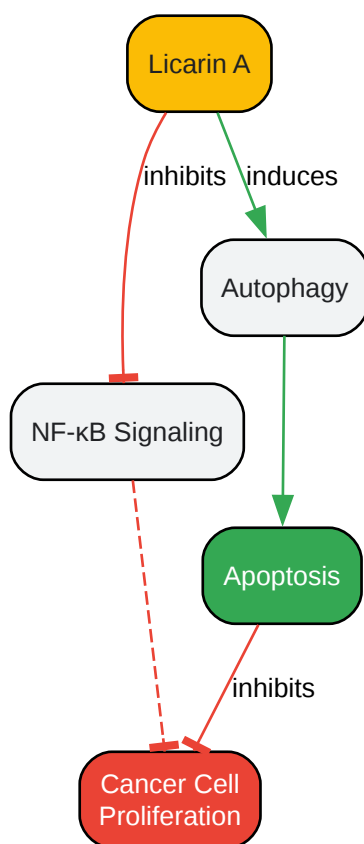 Licarin A
inhibits
induces
Autophagy
NF-κB Signaling
Apoptosis
inhibits
Cancer Cell
Proliferation